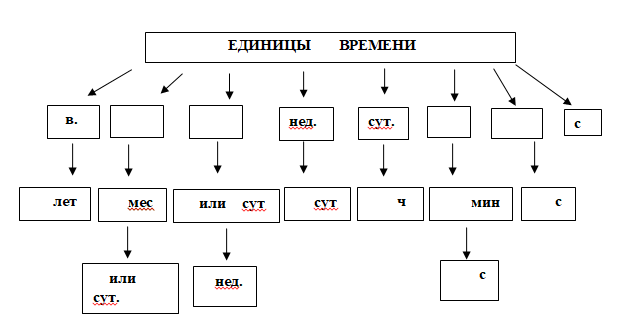 ЕДИНИЦЫ ВРЕМЕНИ
в.
нед.
сут.
с
лет
мес
или сут
сут
ч
мин
с
или
сут.
нед.
с